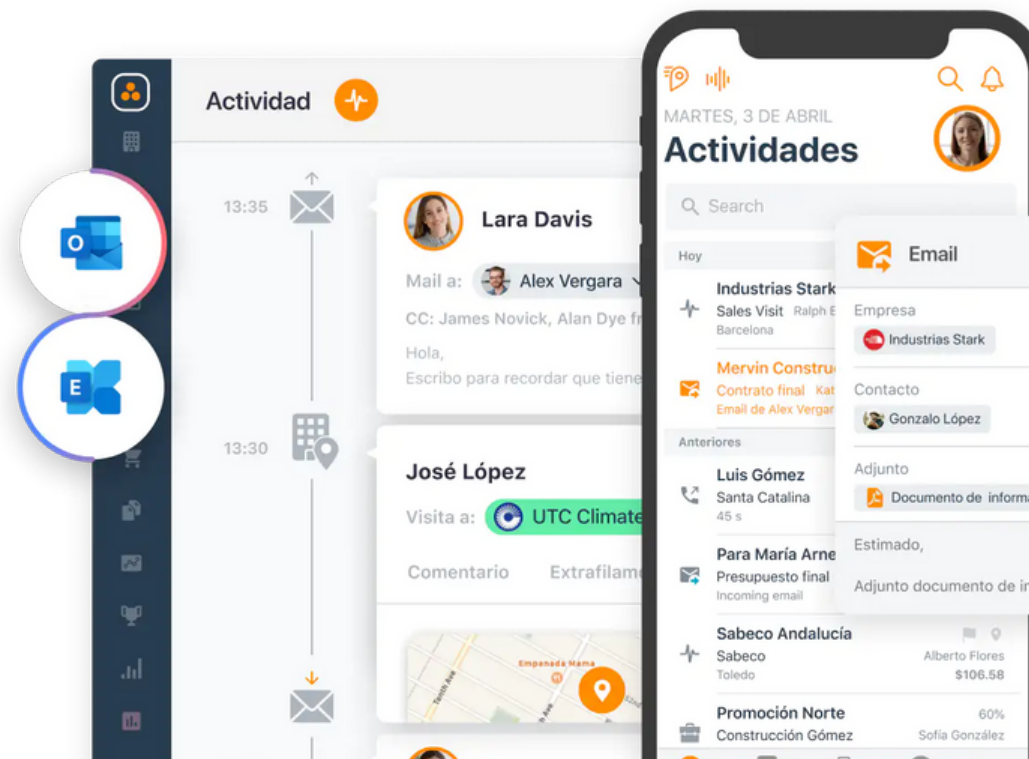 Actividad
13:35
Lara Davis
Mail a: Alex Vergara
CC: James Novick, Alan Dye
Hola,
Escribo para recordar que tiene
13:30
José López
Visita a: UTC Climate
Comentario
Tenth Ave
Empanada Mama
O
E
MARTES, 3 DE ABRIL
Actividades
Search
Hoy
Industrias Stark
Sales Visit Ralph
Barcelona
Mervin
Contrato final
Email de Alex
Anteriores
Luis Gómez
Santa Catalina
45 s
Para María
Presupuesto final
Incoming email
Sabeco Andalucía
Sabeco Alberto Flores
Toledo $106.58
Promoción Norte 60%
Construcción Gómez Sofía González
Email
Empresa
Industrias Stark
Contacto
Gonzalo López
Adjunto
Documento de
Estimado,
Adjunto documento de